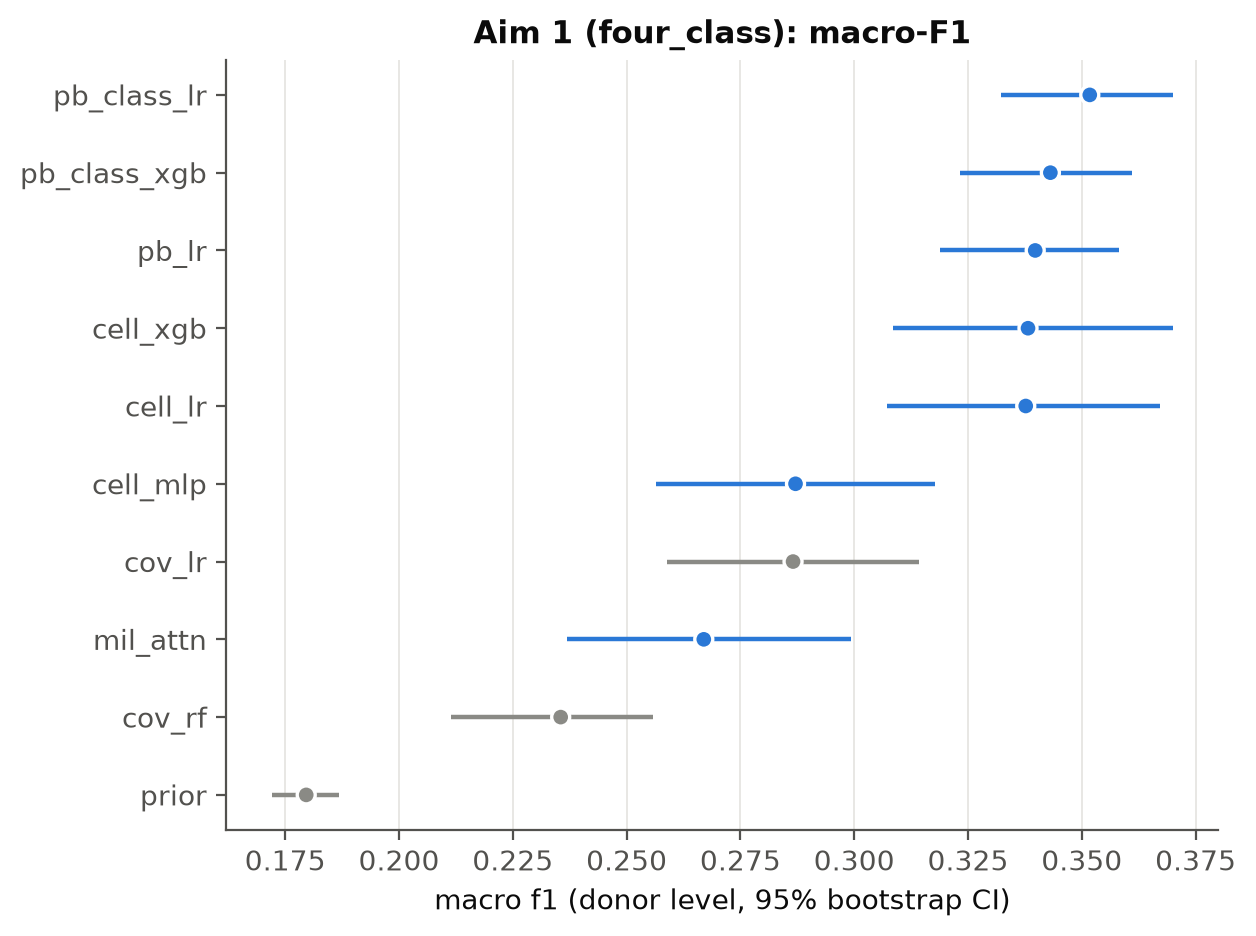 Aim 1 (four_class): macro-F1
pb_class_lr
pb_class_xgb
pb_lr
cell_xgb
cell_lr
cell_mlp
cov_lr
mil_attn
cov_rf
prior
0.175 0.200 0.225 0.250 0.275 0.300 0.325 0.350 0.375
macro f1 (donor level, 95% bootstrap CI)